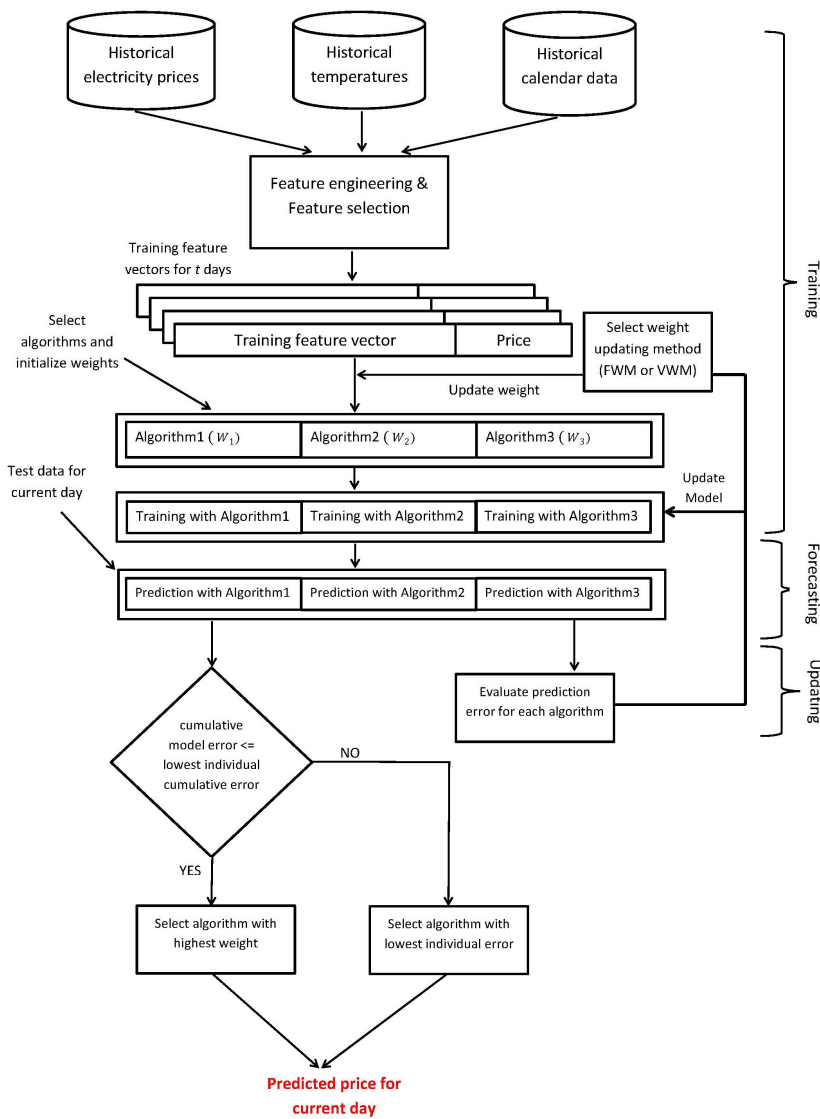 Historical
electricity prices
Historical
temperatures
Historical
calendar data
Feature engineering &
Feature selection
Training feature
vectors for t days
Training
Select
algorithms and
initialize weights
Training feature vector
Price
Select weight
updating method
(FWM or VWM)
Update weight
Algorithm1 ( W1)
Algorithm2 ( W2)
Algorithm3 ( W3)
Test data for
current day
Update
Model
Training with Algorithm1
Training with Algorithm2
Training with Algorithm3
Forecasting
Prediction with Algorithm1
Prediction with Algorithm2
Prediction with Algorithm3
Updating
Evaluate prediction
error for each algorithm
cumulative
model error <=
lowest individual
cumulative error
NO
YES
Select algorithm with
highest weight
Select algorithm with
lowest individual error
Predicted price for
current day